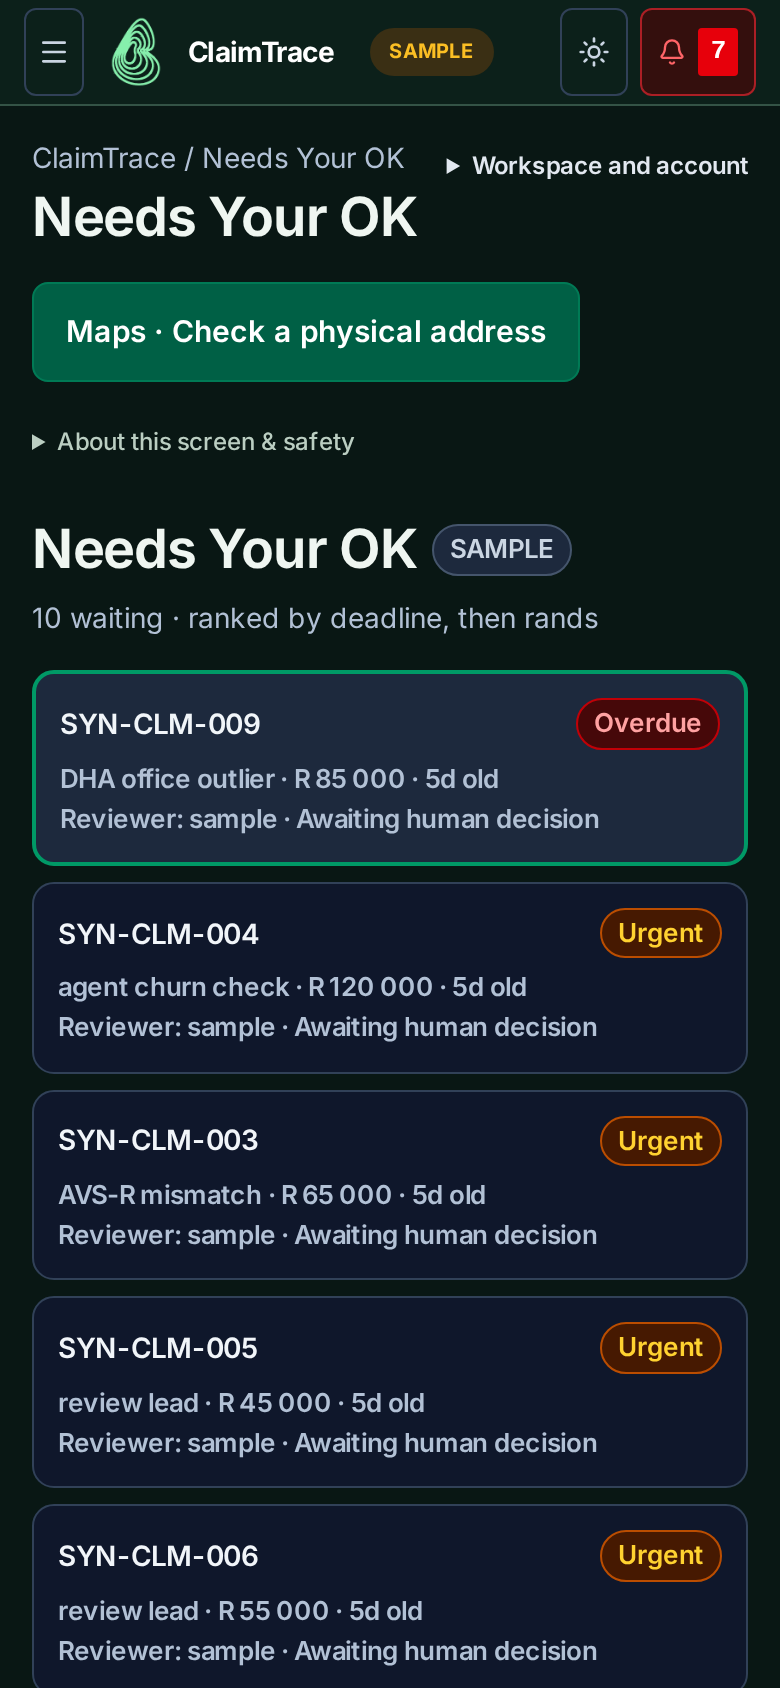 ClaimTrace
SAMPLE
7
ClaimTrace / Needs Your OK
▶ Workspace and account
Needs Your OK
Maps · Check a physical address
▶ About this screen & safety
Needs Your OK SAMPLE
10 waiting · ranked by deadline, then rands
SYN-CLM-009
Overdue
DHA office outlier · R 85 000 · 5d old
Reviewer: sample · Awaiting human decision
SYN-CLM-004
Urgent
agent churn check · R 120 000 · 5d old
Reviewer: sample · Awaiting human decision
SYN-CLM-003
Urgent
AVS-R mismatch · R 65 000 · 5d old
Reviewer: sample · Awaiting human decision
SYN-CLM-005
Urgent
review lead · R 45 000 · 5d old
Reviewer: sample · Awaiting human decision
SYN-CLM-006
Urgent
review lead · R 55 000 · 5d old
Reviewer: sample · Awaiting human decision